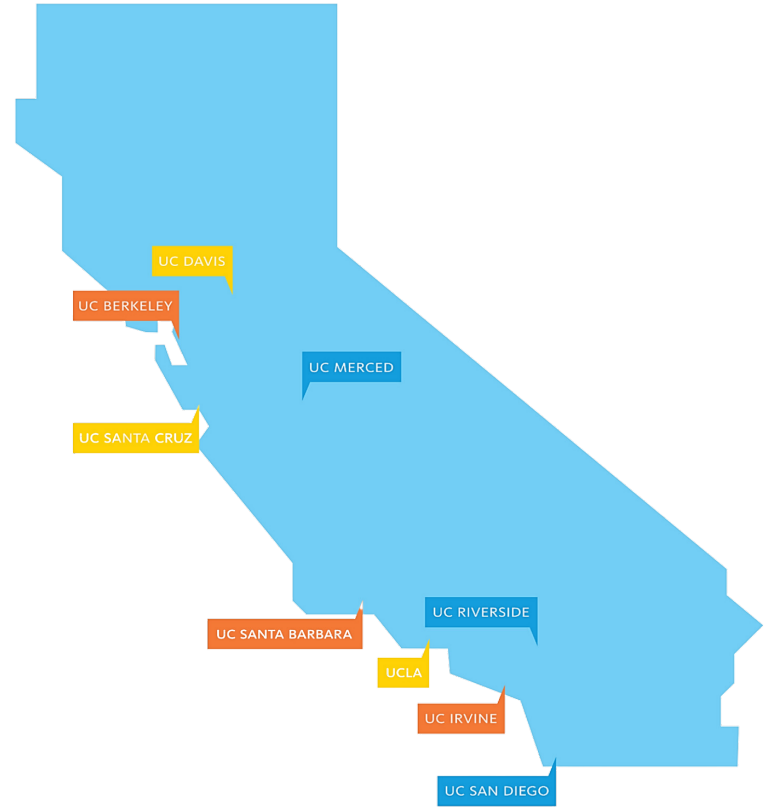 UC DAVIS
UC BERKELEY
UC MERCED
UC SANTA CRUZ
UC RIVERSIDE
UC SANTA BARBARA
UCLA
UC IRVINE
UC SAN DIEGO